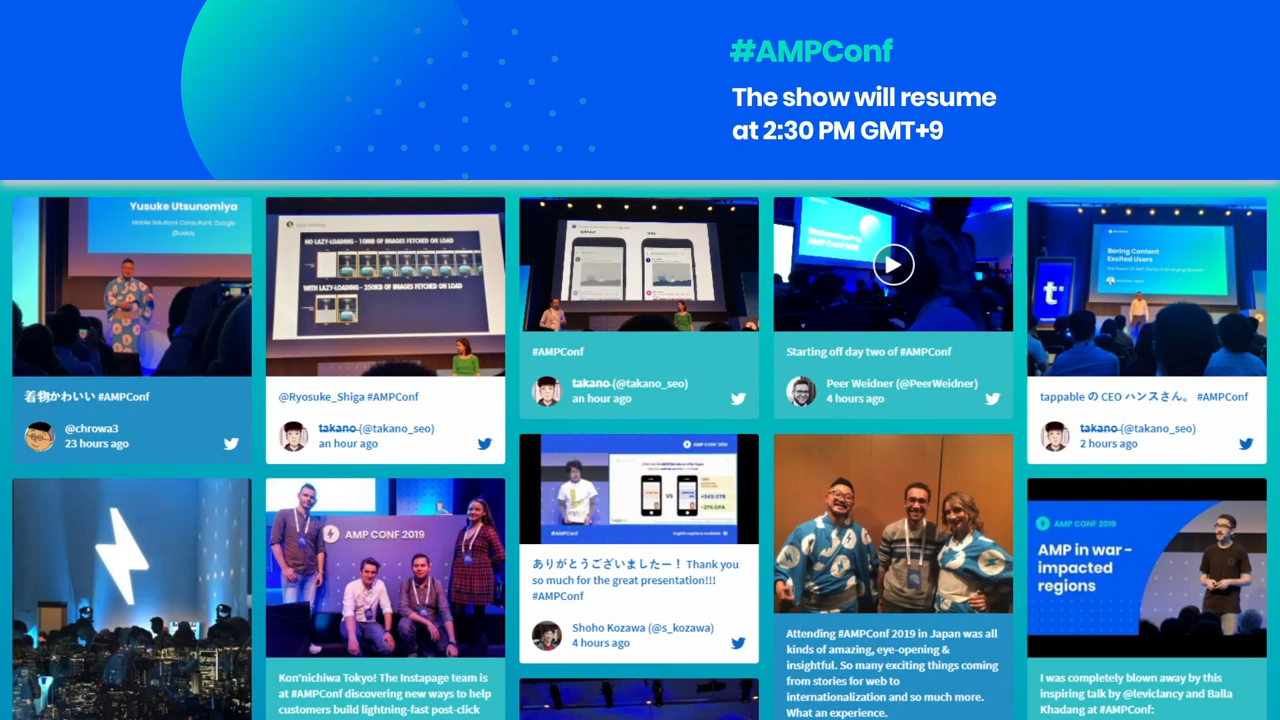 #AMPConf
The show will resume
at 2:30 PM GMT+9
Yusuke Utsunomiya
Mobile Solutions Consultant, Google
@uskay
着物かわいい #AMPConf
@chrowa3
23 hours ago
NO LAZY-LOADING - 10MB OF IMAGES FETCHED ON LOAD
WITH LAZY-LOADING - 250KB OF IMAGES FETCHED ON LOAD
@Ryosuke_Shiga #AMPConf
takano (@takano_seo)
an hour ago
Kon'nichiwa Tokyo! The Instapage team is
at #AMPConf discovering new ways to help
customers build lightning-fast post-click
AMP CONF 2019
#AMPConf
takano (@takano_seo)
an hour ago
AMP CONF 2019
VS
#AMPConf
English captions available
ありがとうございましたー！ Thank you
so much for the great presentation!!!
#AMPConf
Shoho Kozawa (@s_kozawa)
4 hours ago
Starting off day two of #AMPConf
Peer Weidner (@PeerWeidner)
4 hours ago
Attending #AMPConf 2019 in Japan was all
kinds of amazing, eye-opening &
insightful. So many exciting things coming
from stories for web to
internationalization and so much more.
What an experience.
Boring Content
Excited Users
t
tappable の CEO ハンスさん。 #AMPConf
takano (@takano_seo)
2 hours ago
AMP CONF 2019
AMP in war-
impacted
regions
I was completely blown away by this
inspiring talk by @leviclancy and Balla
Khadang at #AMPConf: